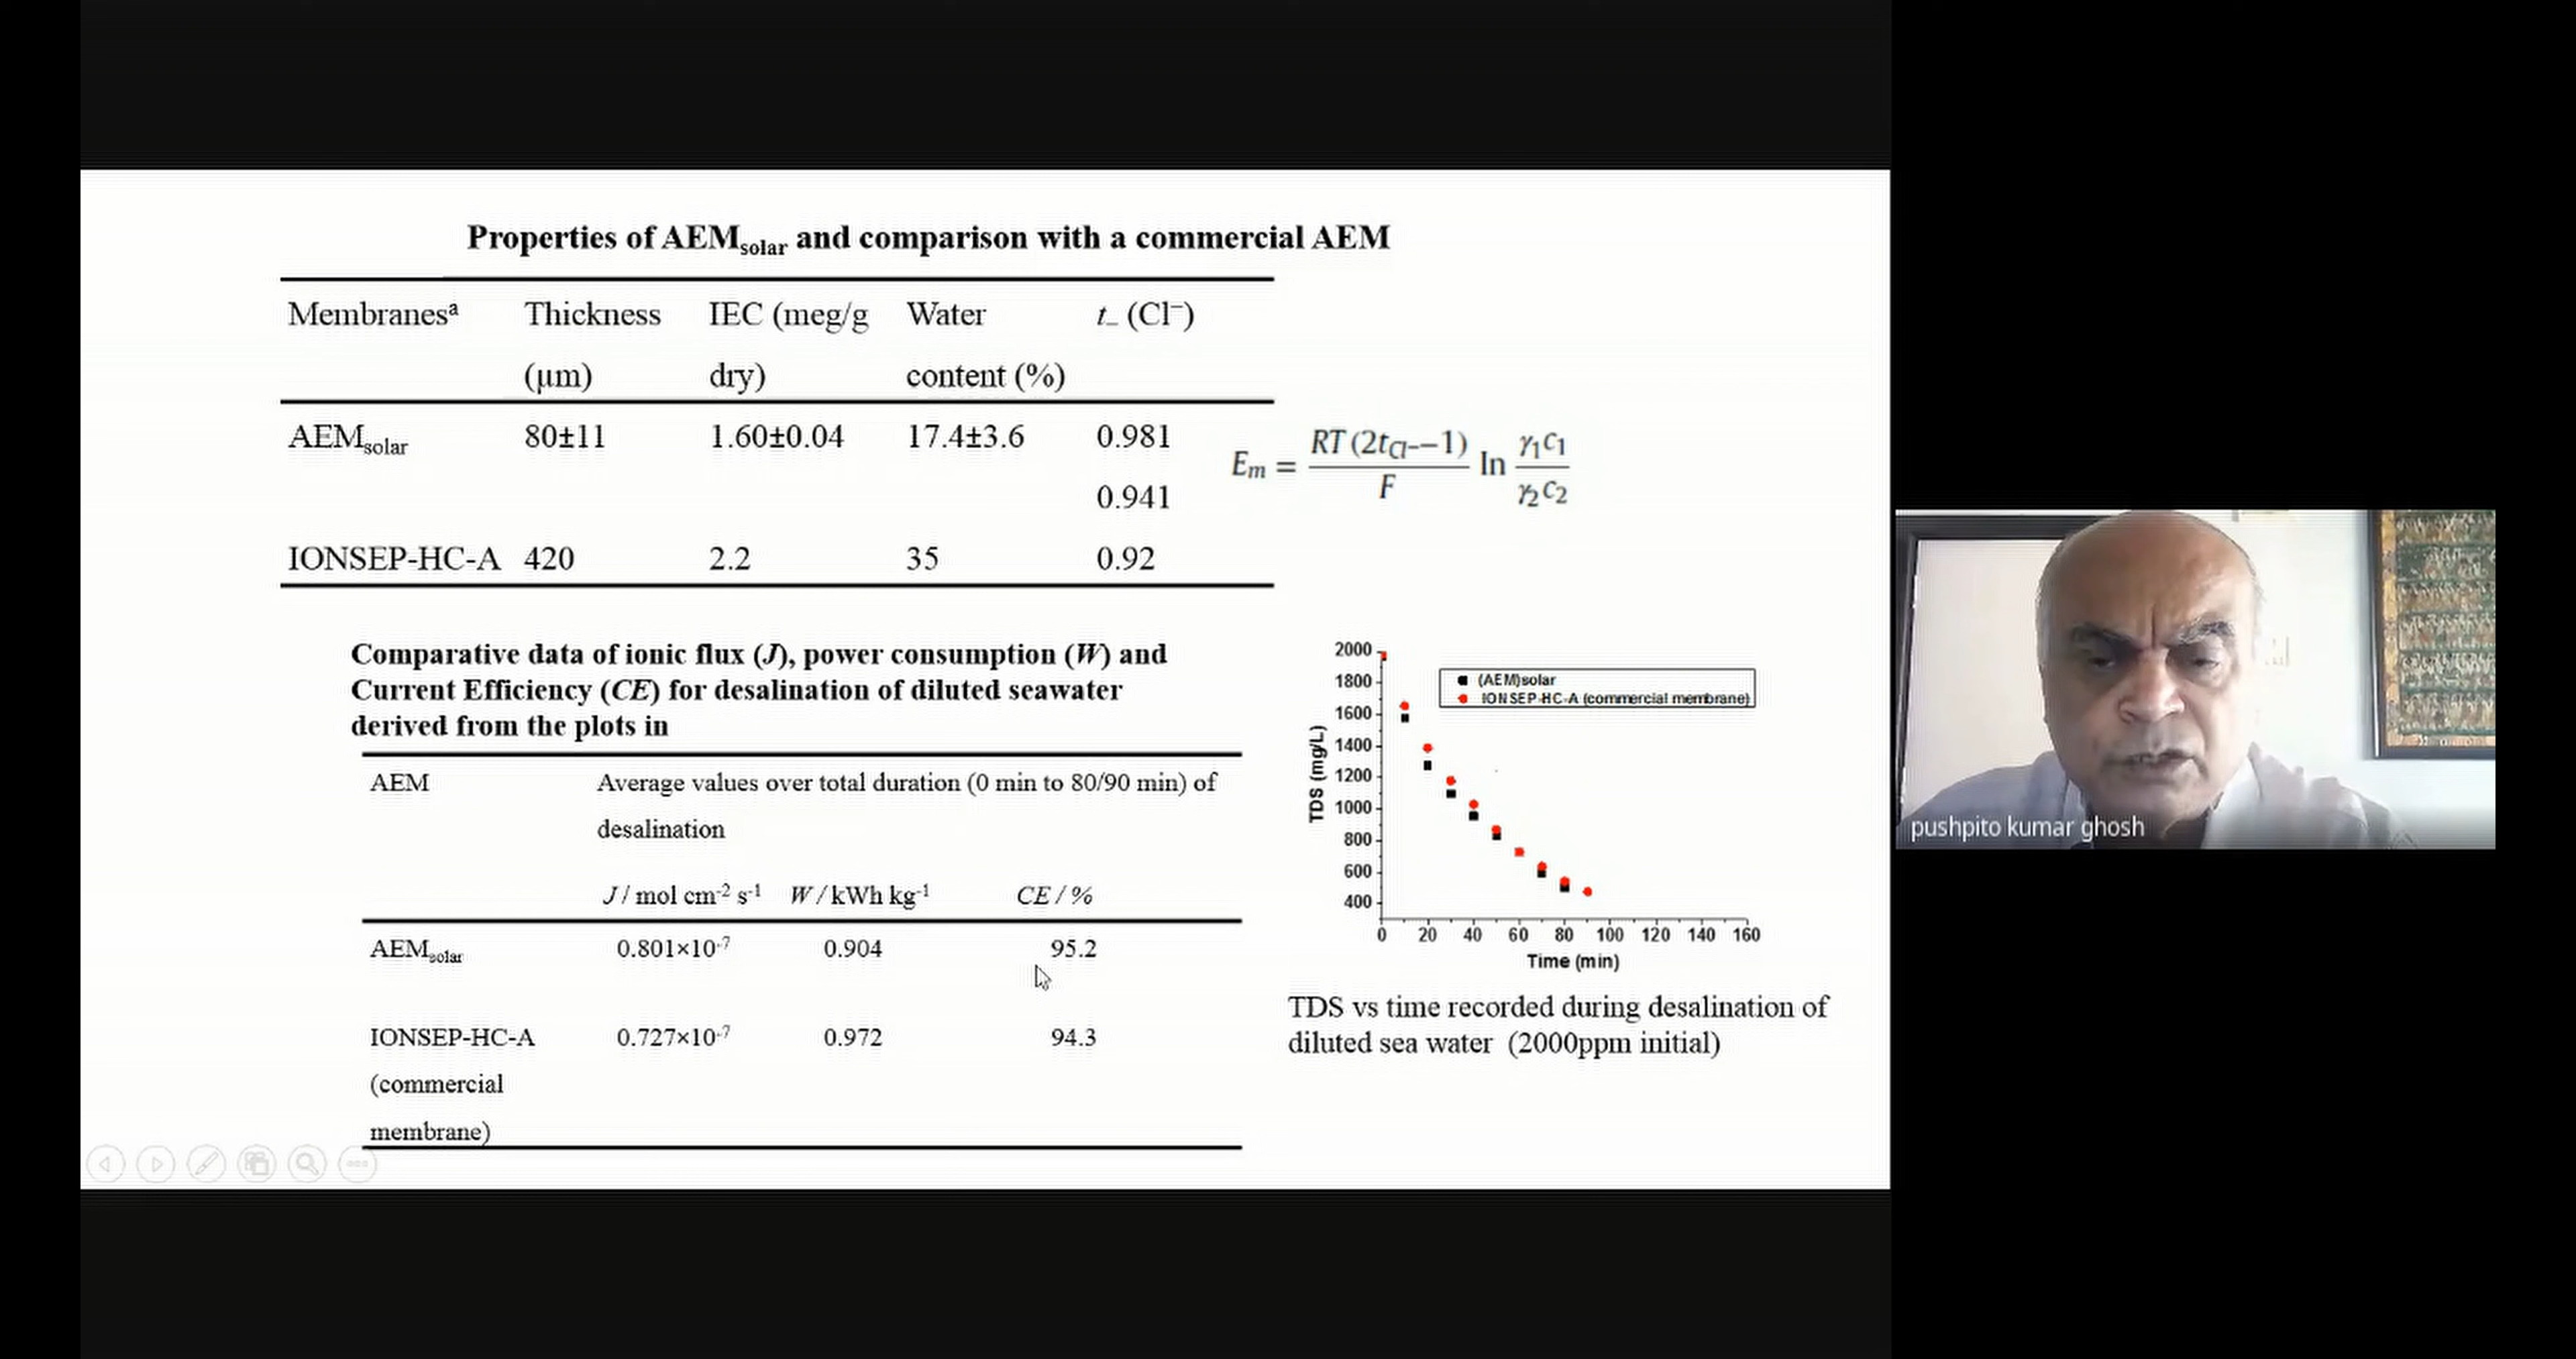 Properties of AEMsolar and comparison with a commercial AEM
Membranesᵃ Thickness IEC (meg/g Water t₋ (Cl⁻)
(μm) dry) content (%)
AEMsolar 80±11 1.60±0.04 17.4±3.6 0.981
0.941
IONSEP-HC-A 420 2.2 35 0.92
Em = RT (2tCl-−1) / F ln γ1c1 / γ2c2
Comparative data of ionic flux (J), power consumption (W) and
Current Efficiency (CE) for desalination of diluted seawater
derived from the plots in
AEM Average values over total duration (0 min to 80/90 min) of
desalination
J / mol cm⁻² s⁻¹ W / kWh kg⁻¹ CE / %
AEMsolar 0.801×10⁻⁷ 0.904 95.2
IONSEP-HC-A 0.727×10⁻⁷ 0.972 94.3
(commercial
membrane)
(AEM)solar
IONSEP-HC-A (commercial membrane)
TDS (mg/L)
2000
1800
1600
1400
1200
1000
800
600
400
0 20 40 60 80 100 120 140 160
Time (min)
TDS vs time recorded during desalination of
diluted sea water (2000ppm initial)
pushpito kumar ghosh